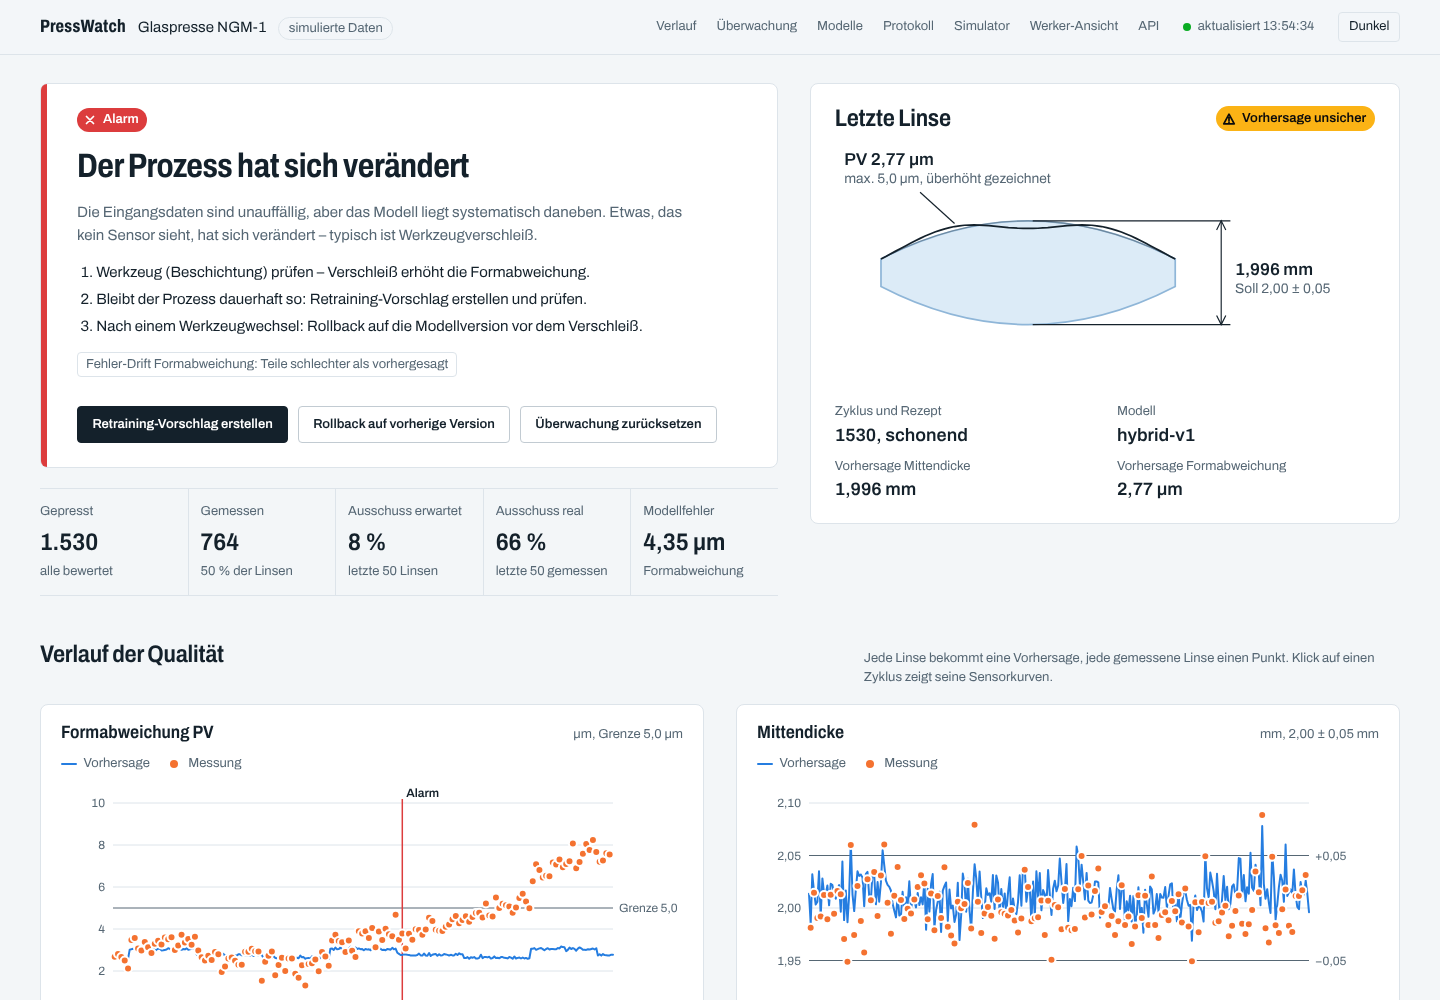 PressWatch Glaspresse NGM-1 simulierte Daten Verlauf Überwachung Modelle Protokoll Simulator Werker-Ansicht API aktualisiert 13:54:34 Dunkel
Alarm
Der Prozess hat sich verändert
Die Eingangsdaten sind unauffällig, aber das Modell liegt systematisch daneben. Etwas, das
kein Sensor sieht, hat sich verändert – typisch ist Werkzeugverschleiß.
1. Werkzeug (Beschichtung) prüfen – Verschleiß erhöht die Formabweichung.
2. Bleibt der Prozess dauerhaft so: Retraining-Vorschlag erstellen und prüfen.
3. Nach einem Werkzeugwechsel: Rollback auf die Modellversion vor dem Verschleiß.
Fehler-Drift Formabweichung: Teile schlechter als vorhergesagt
Retraining-Vorschlag erstellen Rollback auf vorherige Version Überwachung zurücksetzen
Letzte Linse Vorhersage unsicher
PV 2,77 µm
max. 5,0 µm, überhöht gezeichnet
1,996 mm
Soll 2,00 ± 0,05
Zyklus und Rezept Modell
1530, schonend hybrid-v1
Vorhersage Mittendicke Vorhersage Formabweichung
1,996 mm 2,77 µm
Gepresst Gemessen Ausschuss erwartet Ausschuss real Modellfehler
1.530 764 8 % 66 % 4,35 µm
alle bewertet 50 % der Linsen letzte 50 Linsen letzte 50 gemessen Formabweichung
Verlauf der Qualität
Jede Linse bekommt eine Vorhersage, jede gemessene Linse einen Punkt. Klick auf einen
Zyklus zeigt seine Sensorkurven.
Formabweichung PV µm, Grenze 5,0 µm
Vorhersage Messung
Alarm
10
8
6
Grenze 5,0
4
2
Mittendicke mm, 2,00 ± 0,05 mm
Vorhersage Messung
2,10
2,05 +0,05
2,00
1,95 −0,05